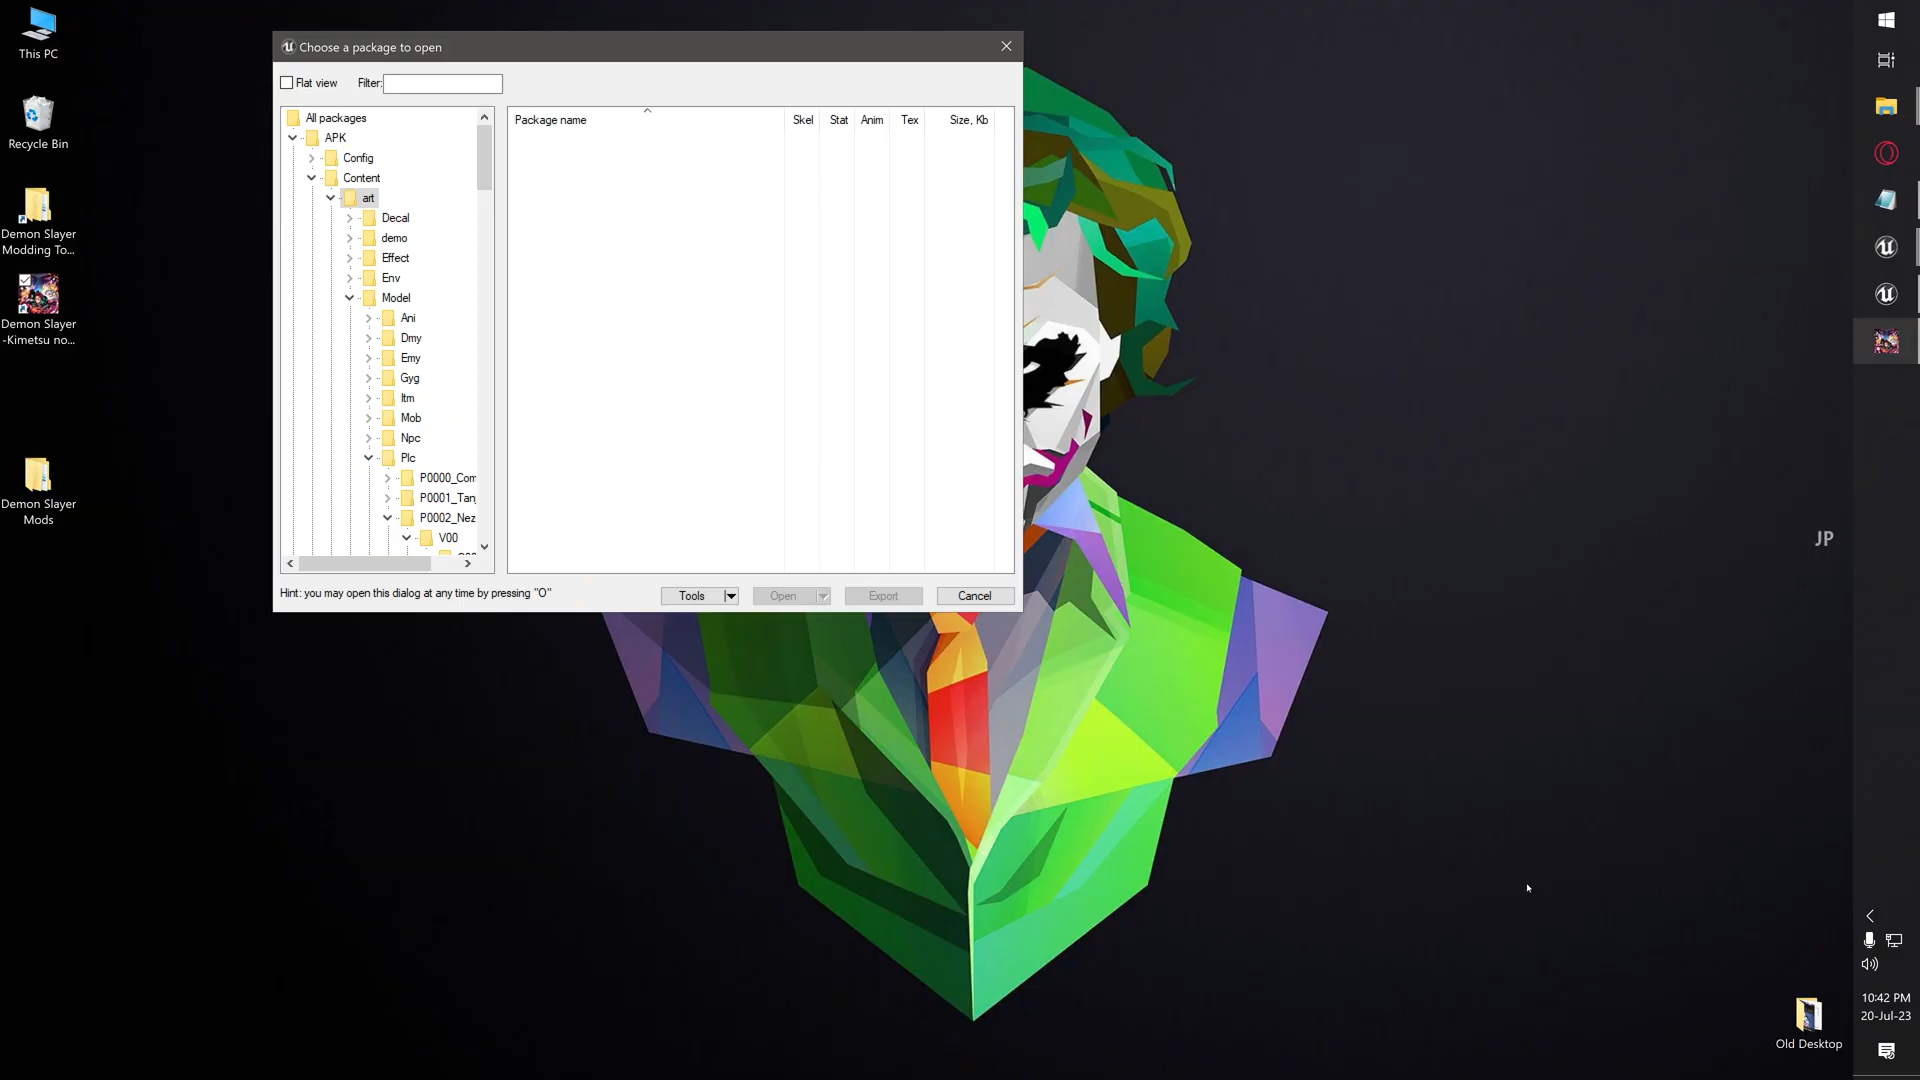 This PC
Recycle Bin
Demon Slayer
Modding To...
Demon Slayer
-Kimetsu no...
Demon Slayer
Mods
Choose a package to open
Flat view
Filter:
All packages
APK
Config
Content
art
Decal
demo
Effect
Env
Model
Ani
Dmy
Emy
Gyg
Itm
Mob
Npc
Plc
P0000_Com
P0001_Tanj
P0002_Nez
V00
Package name
Skel
Stat
Anim
Tex
Size, Kb
Hint: you may open this dialog at any time by pressing "O"
Tools
Open
Export
Cancel
JP
10:42 PM
20-Jul-23
Old Desktop